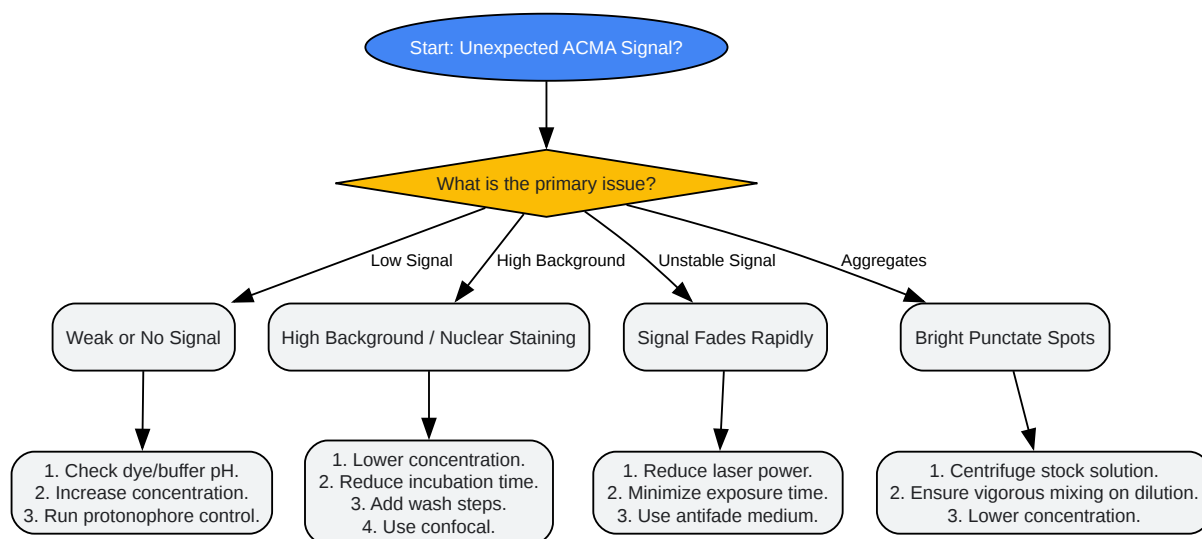 Start: Unexpected ACMA Signal?
What is the primary issue?
Low Signal
High Background
Unstable Signal
Aggregates
Weak or No Signal
High Background / Nuclear Staining
Signal Fades Rapidly
Bright Punctate Spots
1. Check dye/buffer pH.
2. Increase concentration.
3. Run protonophore control.
1. Lower concentration.
2. Reduce incubation time.
3. Add wash steps.
4. Use confocal.
1. Reduce laser power.
2. Minimize exposure time.
3. Use antifade medium.
1. Centrifuge stock solution.
2. Ensure vigorous mixing on dilution.
3. Lower concentration.